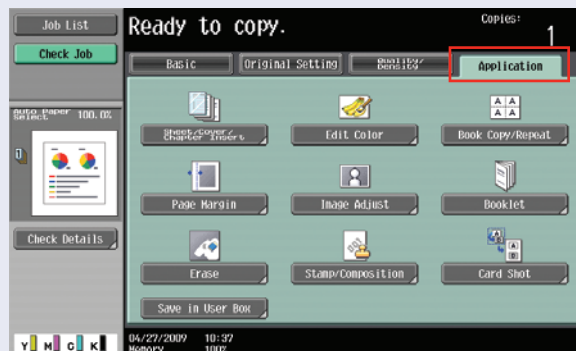 Job List
Ready to copy.
Copies:
1
Check Job
Basic
Original Setting
Quality/
Density
Application
Auto Paper
Select
100.0%
Sheet/Cover/
Chapter Insert
Edit Color
A A
A A
Book Copy/Repeat
Page Margin
Image Adjust
Booklet
Check Details
Erase
Stamp/Composition
Card Shot
Save in User Box
Y M C K
04/27/2009 10:37
Memory 100%